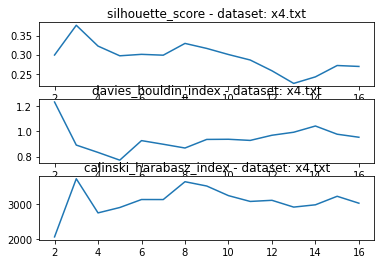 silhouette_score - dataset: x4.txt
0.35
0.30
0.25
2 4 6 8 10 12 14 16
davies_bouldin_index - dataset: x4.txt
1.2
1.0
0.8
2 4 6 8 10 12 14 16
calinski_harabasz_index - dataset: x4.txt
3000
2000
2 4 6 8 10 12 14 16